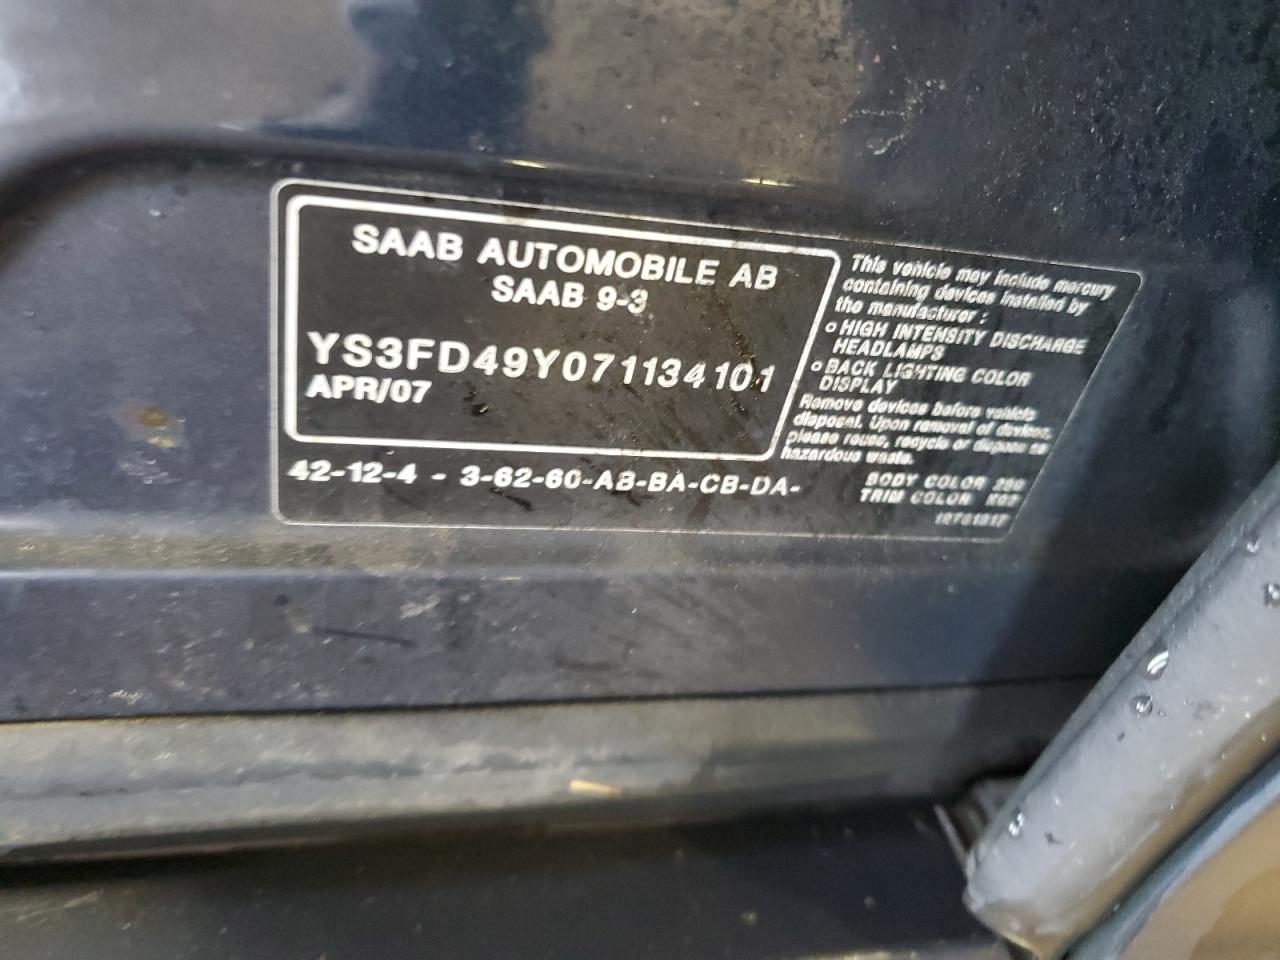 SAAB AUTOMOBILE AB
SAAB 9-3
YS3FD49Y071134101
APR/07
42-12-4 - 3-62-60-AB-BA-CB-DA-
This vehicle may include mercury
containing devices installed by
the manufacturer :
o HIGH INTENSITY DISCHARGE
HEADLAMPS
o BACK LIGHTING COLOR
DISPLAY
Remove devices before vehicle
disposal. Upon removal of devices,
please reuse, recycle or dispose as
hazardous waste.
BODY COLOR
TRIM COLOR